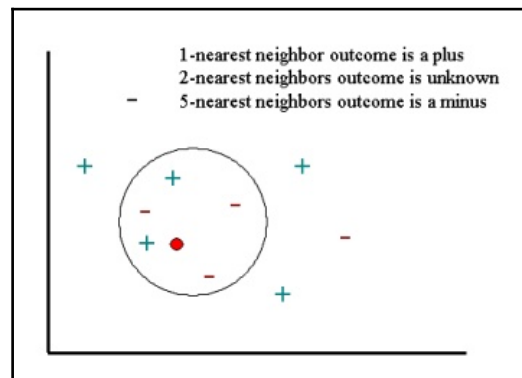 1-nearest neighbor outcome is a plus
2-nearest neighbors outcome is unknown
5-nearest neighbors outcome is a minus